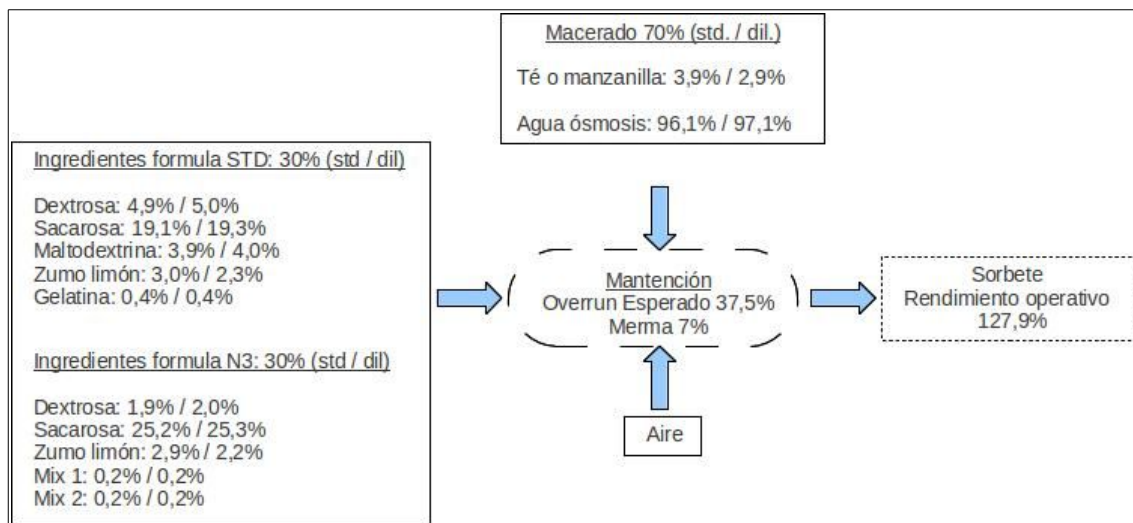 Macerado 70% (std. / dil.)
Té o manzanilla: 3,9% / 2,9%
Agua ósmosis: 96,1% / 97,1%
Ingredientes formula STD: 30% (std / dil)
Dextrosa: 4,9% / 5,0%
Sacarosa: 19,1% / 19,3%
Maltodextrina: 3,9% / 4,0%
Zumo limón: 3,0% / 2,3%
Gelatina: 0,4% / 0,4%
Ingredientes formula N3: 30% (std / dil)
Dextrosa: 1,9% / 2,0%
Sacarosa: 25,2% / 25,3%
Zumo limón: 2,9% / 2,2%
Mix 1: 0,2% / 0,2%
Mix 2: 0,2% / 0,2%
Mantención
Overrun Esperado 37,5%
Merma 7%
Aire
Sorbete
Rendimiento operativo
127,9%